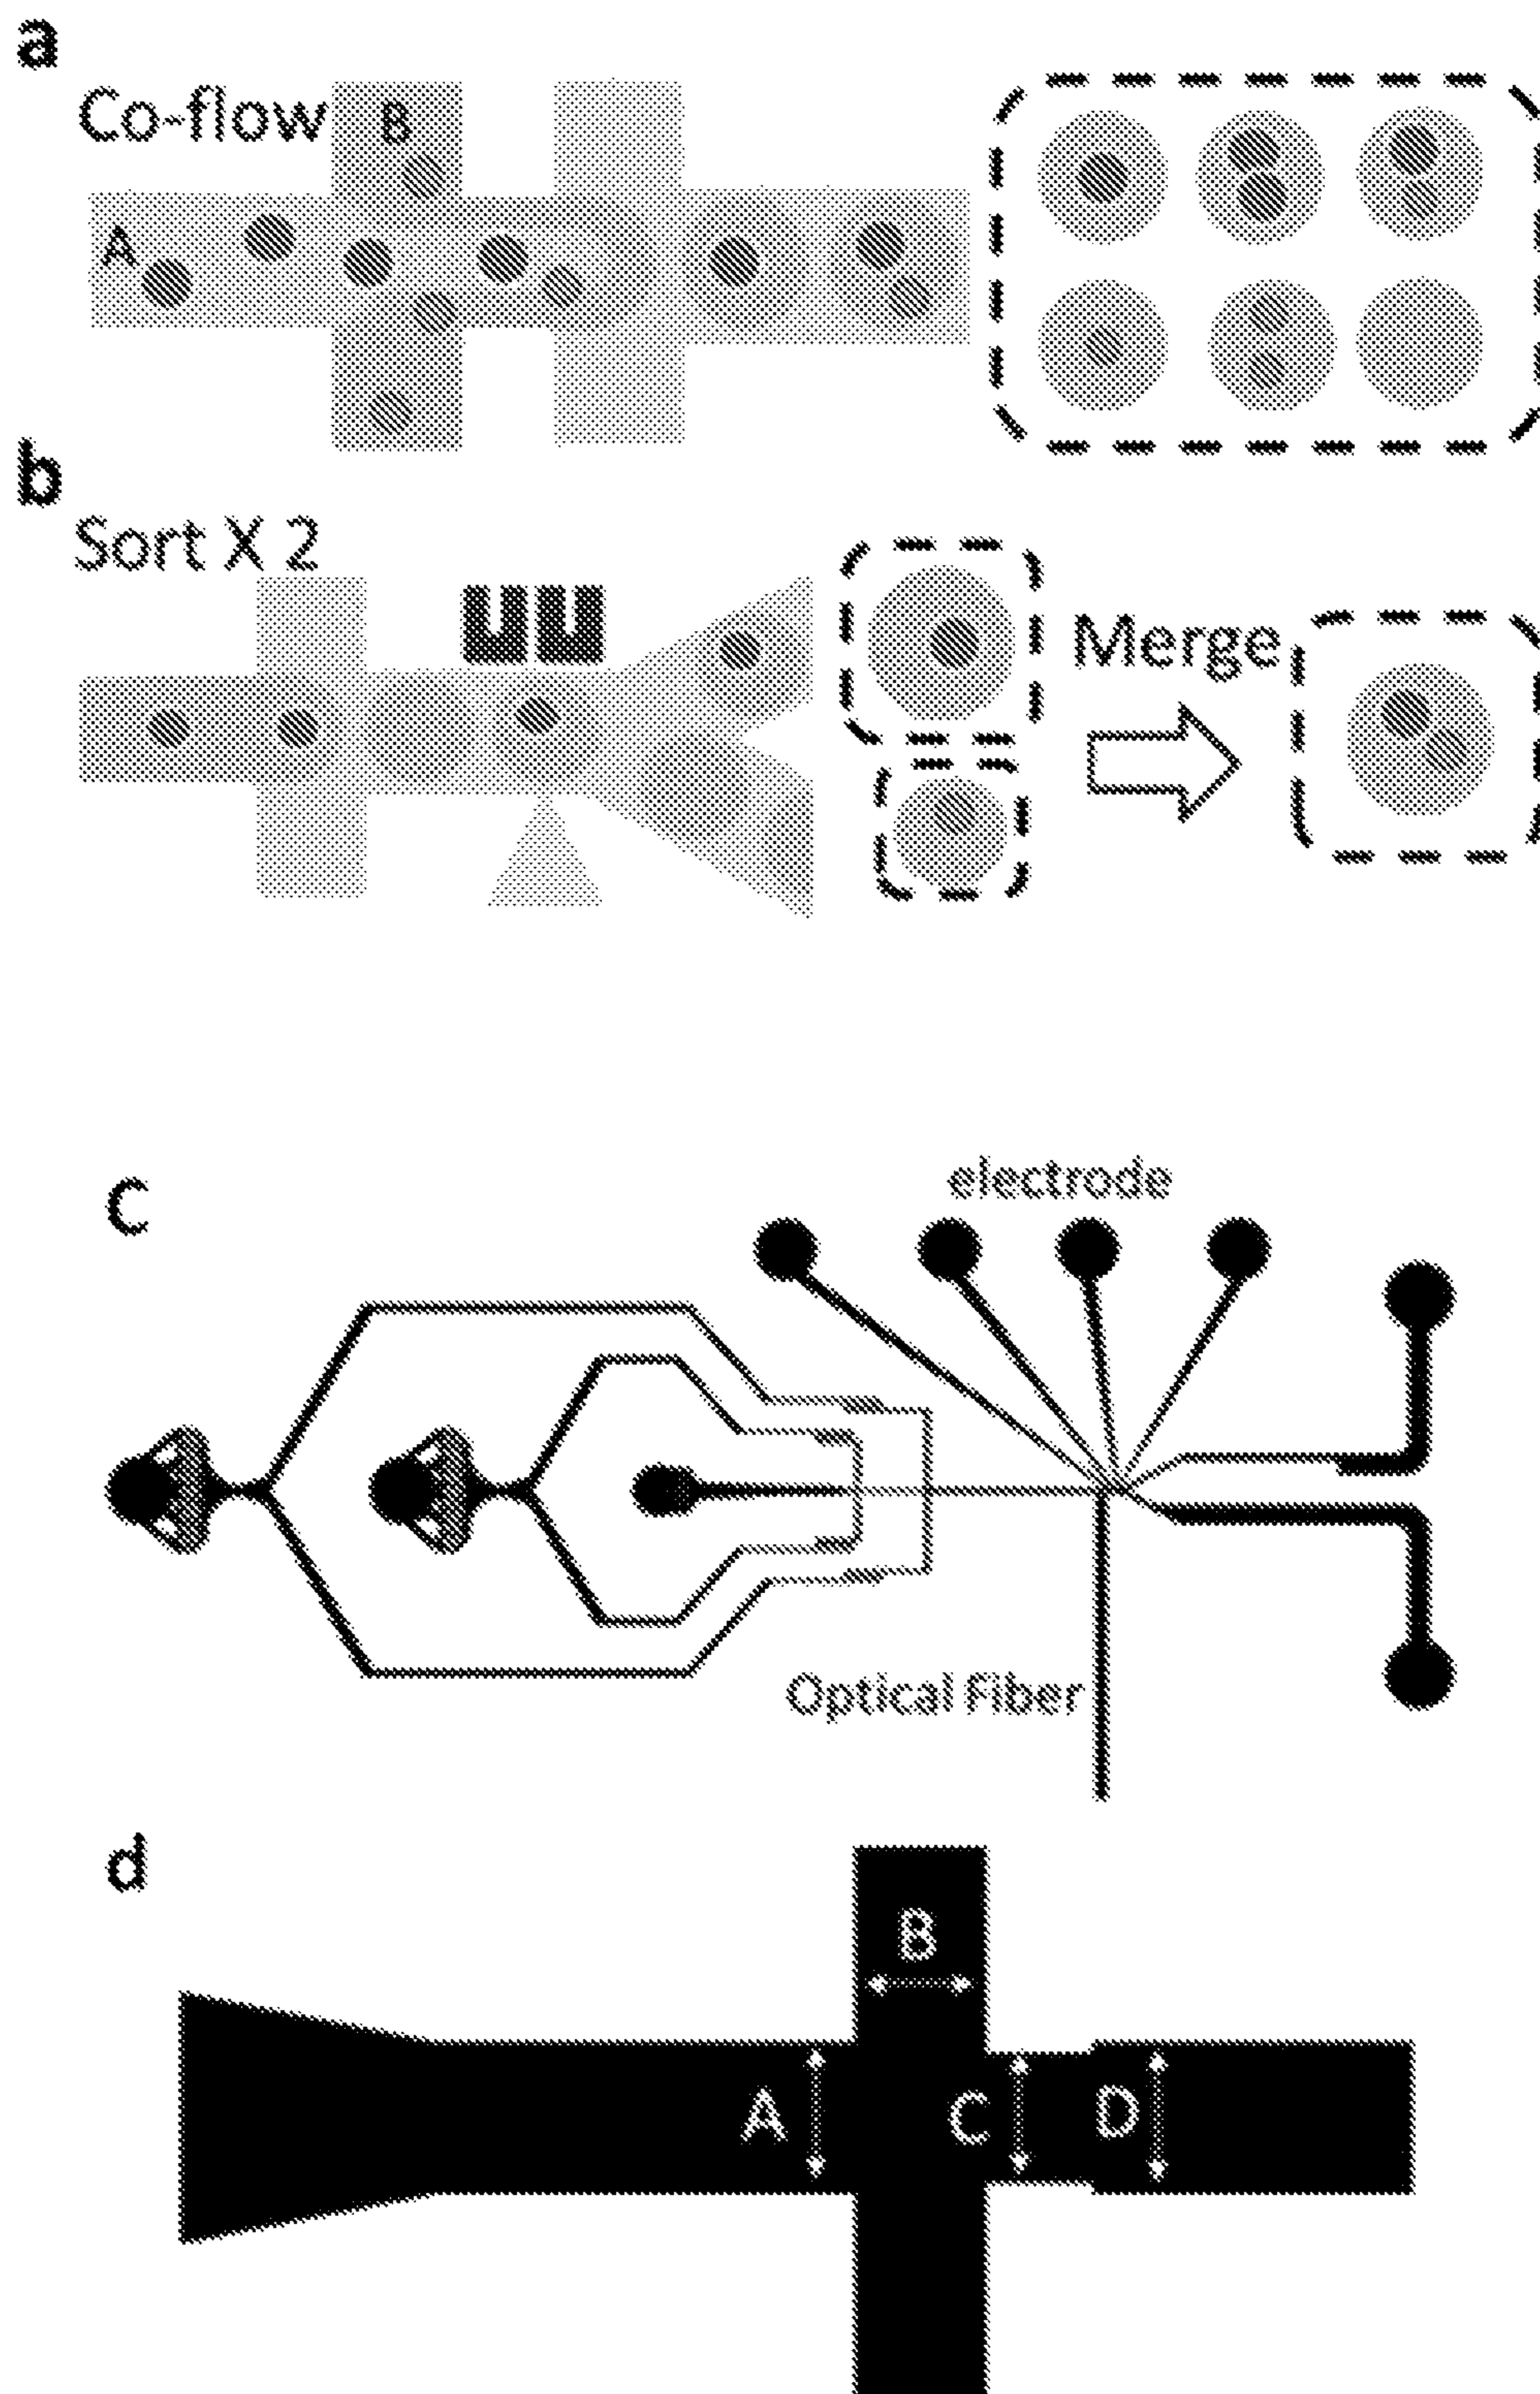 a
Co-flow
B
A
b
Sort X 2
Merge
C
electrode
Optical Fiber
d
B
A
C
D